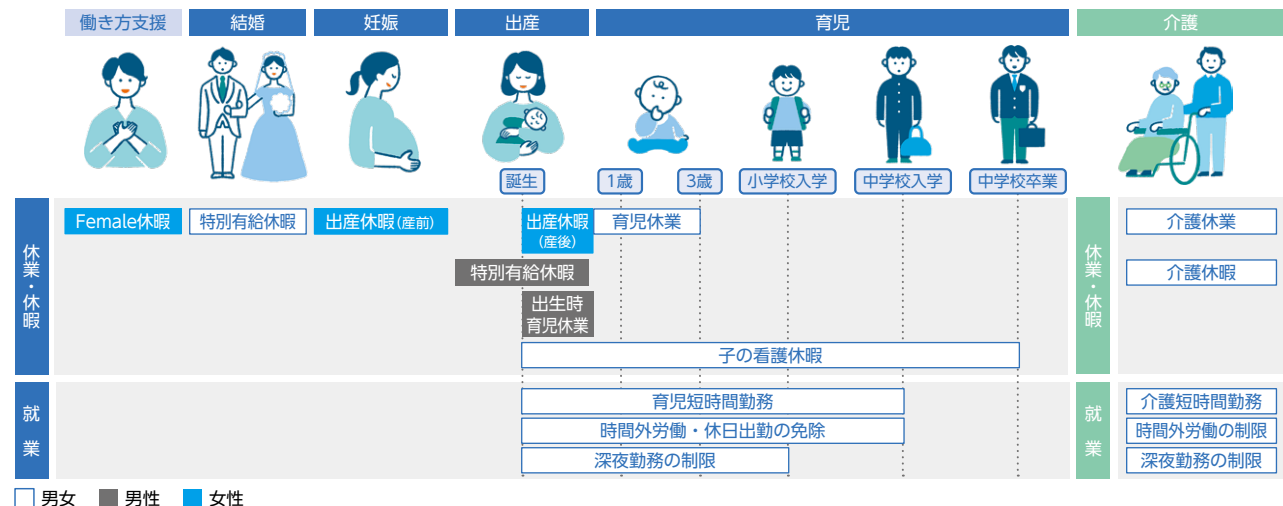 働き方支援
結婚
妊娠
出産
育児
介護
誕生
1歳
3歳
小学校入学
中学校入学
中学校卒業
休業・休暇
Female休暇
特別有給休暇
出産休暇(産前)
出産休暇
(産後)
育児休業
特別有給休暇
出生時
育児休業
子の看護休暇
休業・休暇
介護休業
介護休暇
就業
育児短時間勤務
時間外労働・休日出勤の免除
深夜勤務の制限
就業
介護短時間勤務
時間外労働の制限
深夜勤務の制限
男女
男性
女性